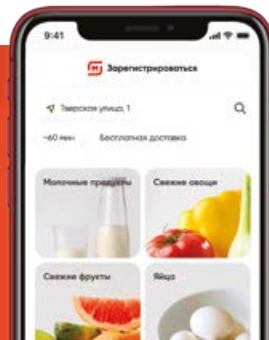 9:41
Зарегистрироваться
Тверская улица, 1
~60 мин Бесплатная доставка
Молочные продукты Свежие овощи
Свежие фрукты Яйца